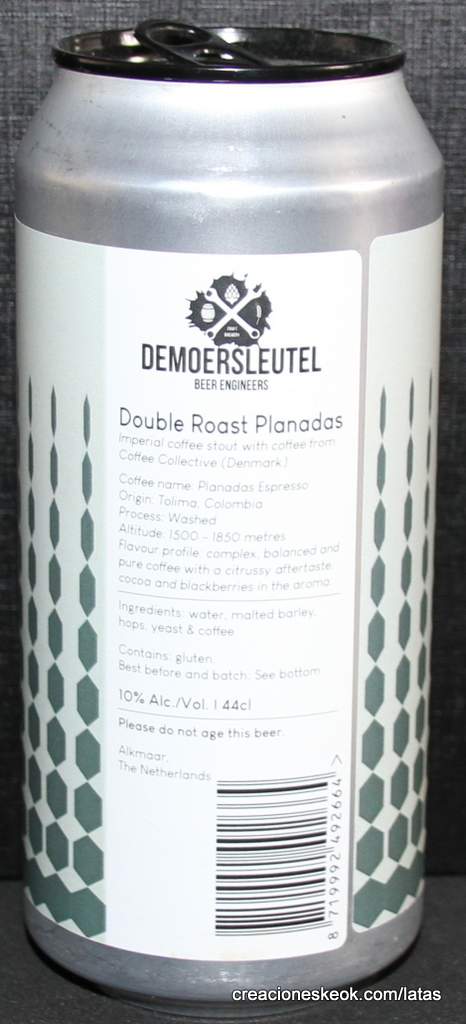 CRAFT
BREWERY
DEMOERSLEUTEL
BEER ENGINEERS
Double Roast Planadas
Imperial coffee stout with coffee from
Coffee Collective (Denmark)
Coffee name: Planadas Espresso
Origin: Tolima, Colombia
Process: Washed
Altitude: 1500 - 1850 metres
Flavour profile: complex, balanced and
pure coffee with a citrussy aftertaste,
cocoa and blackberries in the aroma
Ingredients: water, malted barley,
hops, yeast & coffee
Contains: gluten
Best before and batch: See bottom
10% Alc./Vol. | 44cl
Please do not age this beer.
Alkmaar,
The Netherlands
8 719992 492664 >
creacioneskeok.com/latas